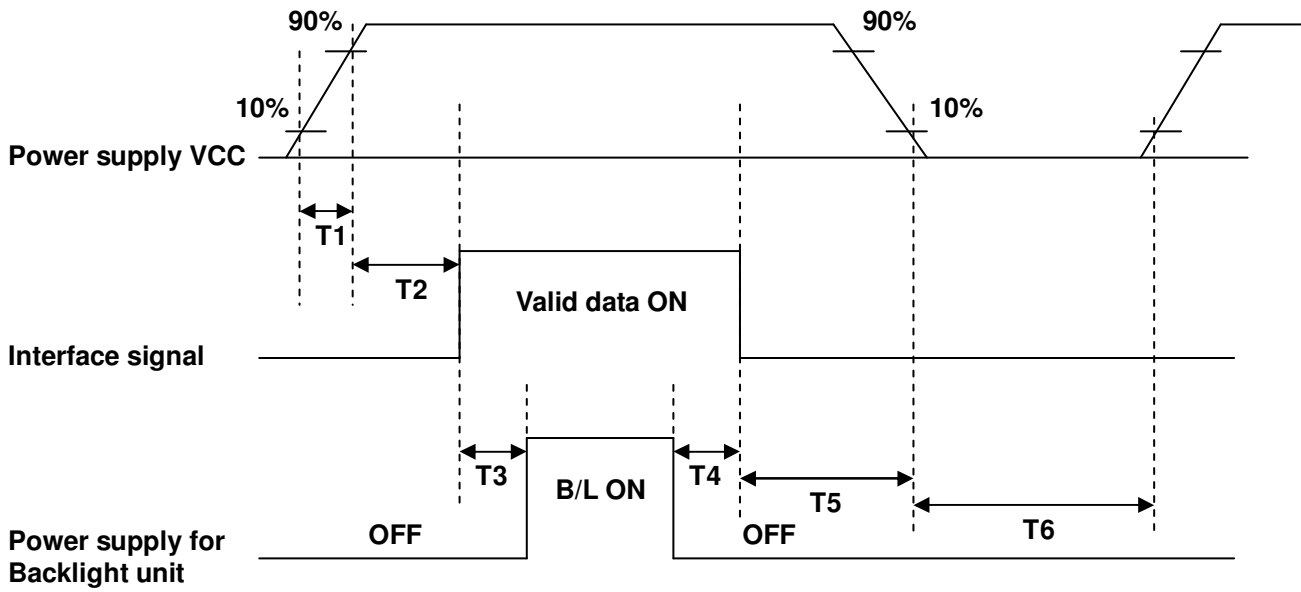 90%
90%
10%
10%
Power supply VCC
T1
T2
Valid data ON
Interface signal
T3
T4
B/L ON
T5
T6
OFF
OFF
Power supply for
Backlight unit